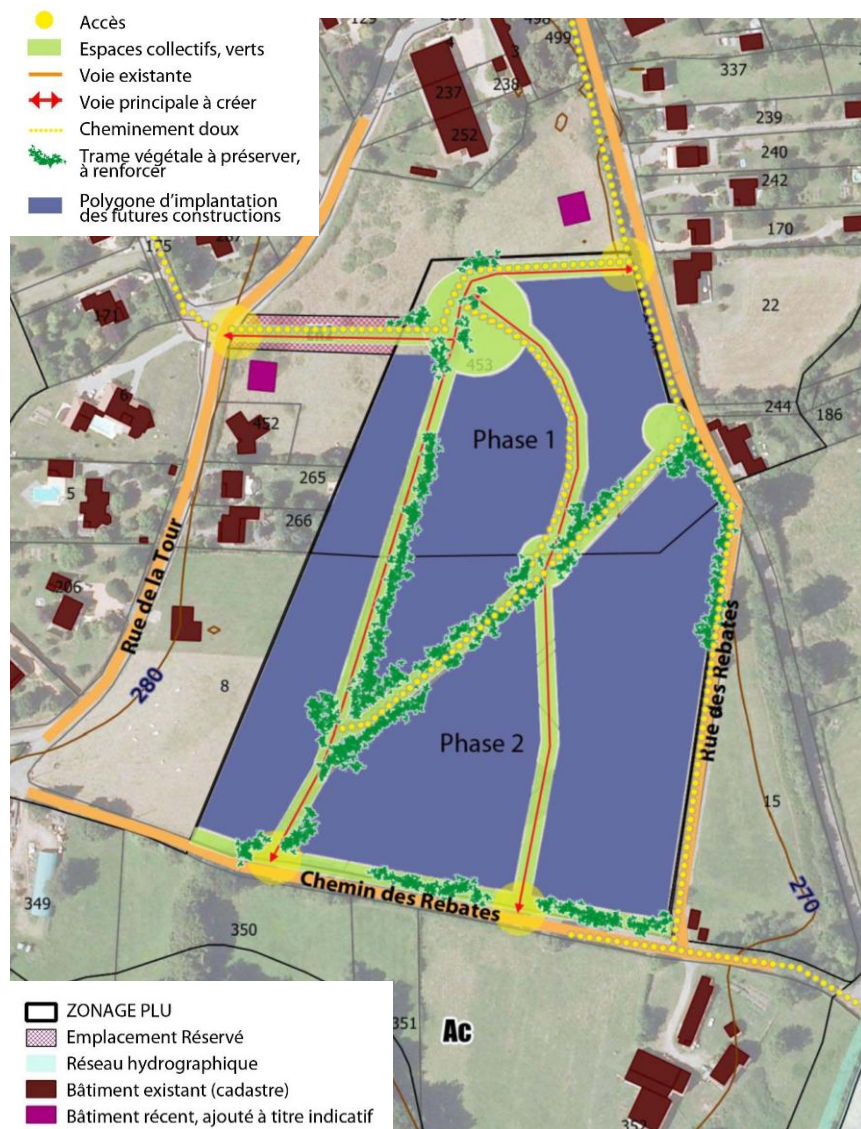 Accès
Espaces collectifs, verts
Voie existante
Voie principale à créer
Cheminement doux
Trame végétale à préserver,
à renforcer
Polygone d'implantation
des futures constructions
129
499
3
237
238
252
337
239
240
242
170
175
22
171
453
6
452
244
186
Phase 1
5
265
266
206
Rue de la Tour
280
8
Phase 2
Rue des Rebates
15
270
Chemin des Rebates
349
350
351
Ac
ZONAGE PLU
Emplacement Réservé
Réseau hydrographique
Bâtiment existant (cadastre)
Bâtiment récent, ajouté à titre indicatif